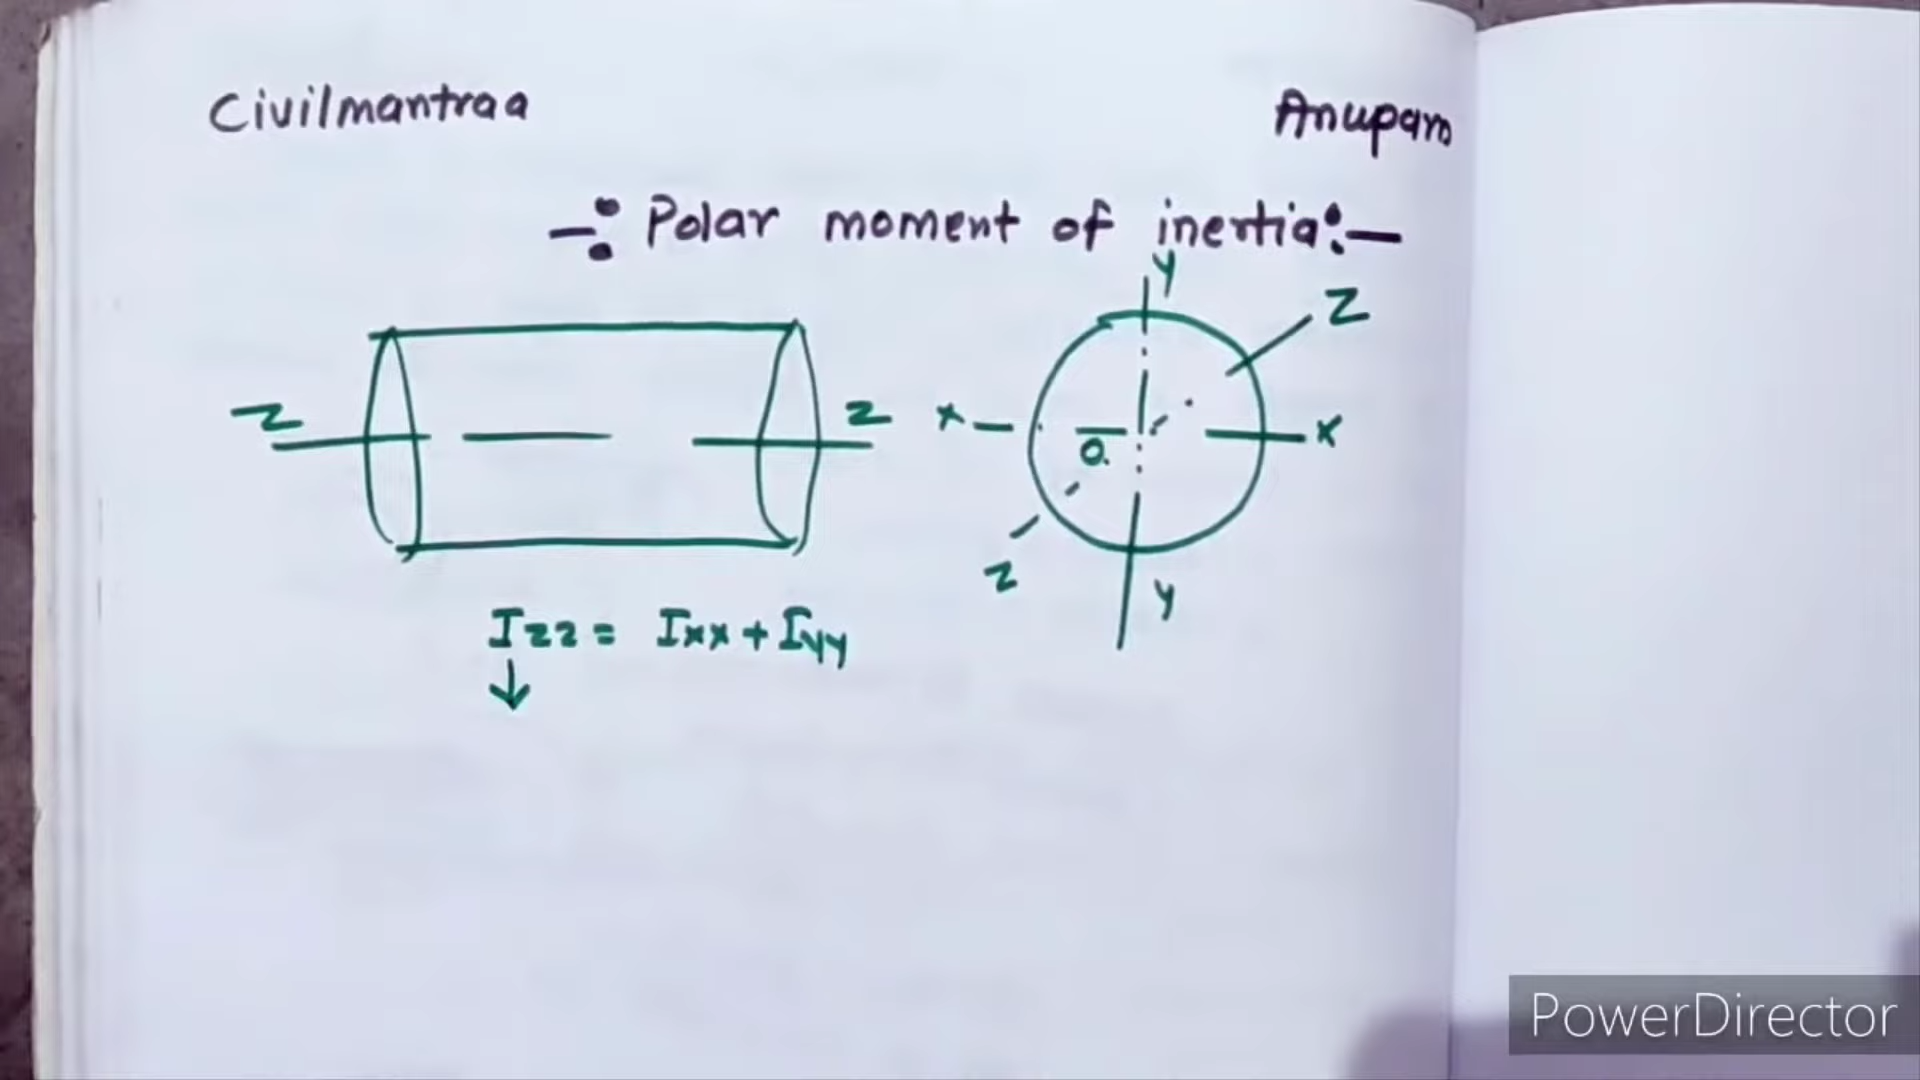 Civilmantraa
Anupam
-: Polar moment of inertia:-
Y
Z
Z
Z
X
X
O.
Z
Y
Izz = Ixx + Iyy
PowerDirector